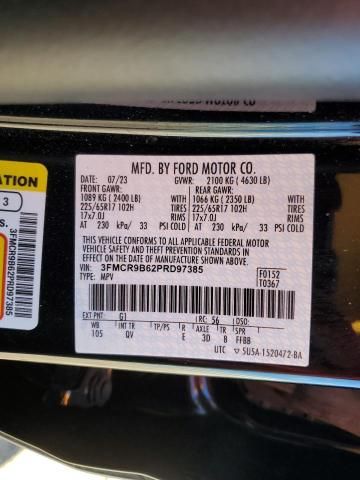 MFD. BY FORD MOTOR CO.
07/23 GVWR: 2100 KG (4630 LB)
FRONT GAWR: REAR GAWR:
1089 KG (2400 LB) WITH 1066 KG (2350 LB) WITH
225/65R17 102H TIRES 225/65R17 102H TIRES
17x7.0J RIMS 17x7.0J RIMS
AT 230 kPa/ 33 PSI COLD AT 230 kPa/ 33 PSI COLD
THIS VEHICLE CONFORMS TO ALL APPLICABLE FEDERAL MOTOR
VEHICLE SAFETY AND THEFT PREVENTION STANDARDS IN
EFFECT ON THE DATE OF MANUFACTURE SHOWN ABOVE.
VIN: 3FMCR9B62PRD97385 F0152
TYPE: MPV T0367
EXT PNT: G1 RC: 56 DSO:
WB INT TR TP/PS R AXLE TR SPR
105 QV E 3D 8 FFBB
UTC 5U5A-1520472-BA
ATION
3
S.
3FMCR9B62PRD97385